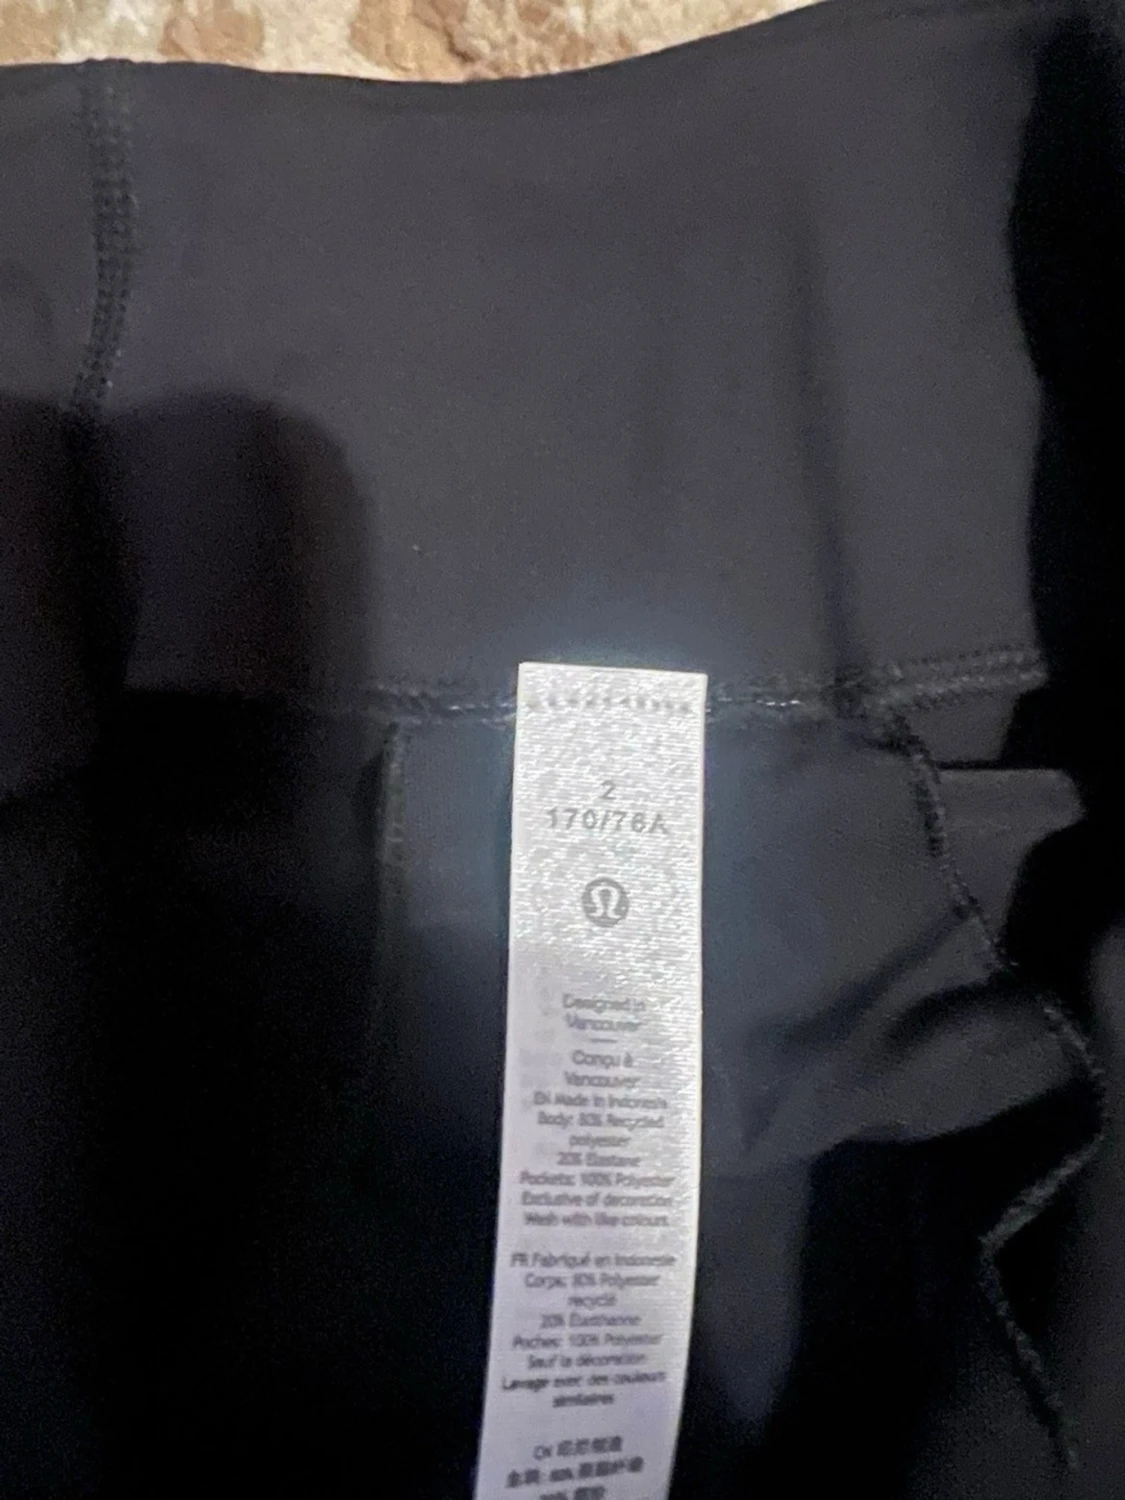 2
170/76A
Designed in
Vancouver
—
Conçu à
Vancouver
EN Made in Indonesia
Body: 80% Recycled
polyester
20% Elastane
Pockets: 100% Polyester
Exclusive of decoration
Wash with like colours.
FR Fabriqué en Indonésie
Corps: 80% Polyester
recyclé
20% Élasthanne
Poches: 100% Polyester
Sauf la décoration
Lavage avec des couleurs
similaires
CN